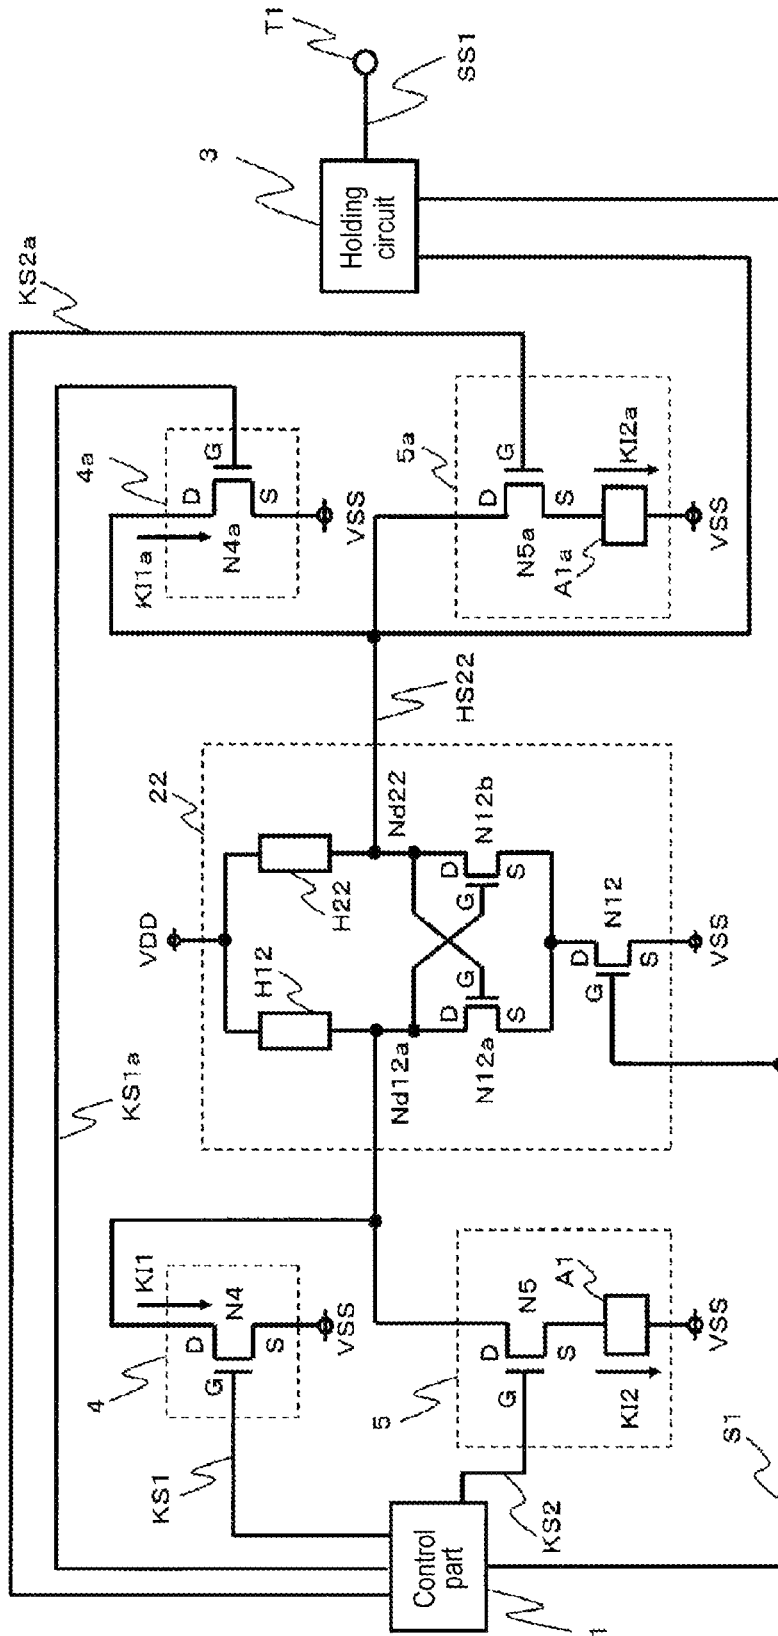 T1
SS1
3
Holding
circuit
KS2a
4a
KI1a
D
G
S
N4a
VSS
5a
D
G
S
N5a
KI2a
A1a
VSS
HS22
KS1a
22
VDD
H22
H12
Nd22
Nd12a
D
G
S
N12b
D
G
S
N12a
D
G
S
N12
VSS
KI1
N4
D
G
S
4
VSS
KS1
5
D
G
S
N5
A1
KI2
VSS
KS2
Control
part
1
S1